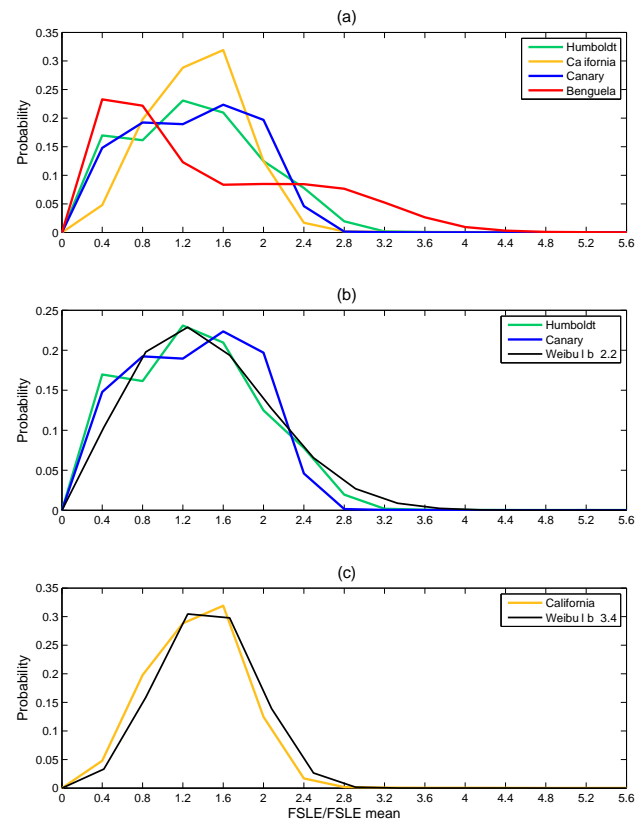 (a)
0.35
0.3
0.25
0.2
0.15
0.1
0.05
0
Probability
Humboldt
Ca ifornia
Canary
Benguela
0 0.4 0.8 1.2 1.6 2 2.4 2.8 3.2 3.6 4 4.4 4.8 5.2 5.6
(b)
0.25
0.2
0.15
0.1
0.05
0
Probability
Humboldt
Canary
Weibu l b 2.2
0 0.4 0.8 1.2 1.6 2 2.4 2.8 3.2 3.6 4 4.4 4.8 5.2 5.6
(c)
0.35
0.3
0.25
0.2
0.15
0.1
0.05
0
Probability
California
Weibu l b 3.4
0 0.4 0.8 1.2 1.6 2 2.4 2.8 3.2 3.6 4 4.4 4.8 5.2 5.6
FSLE/FSLE mean